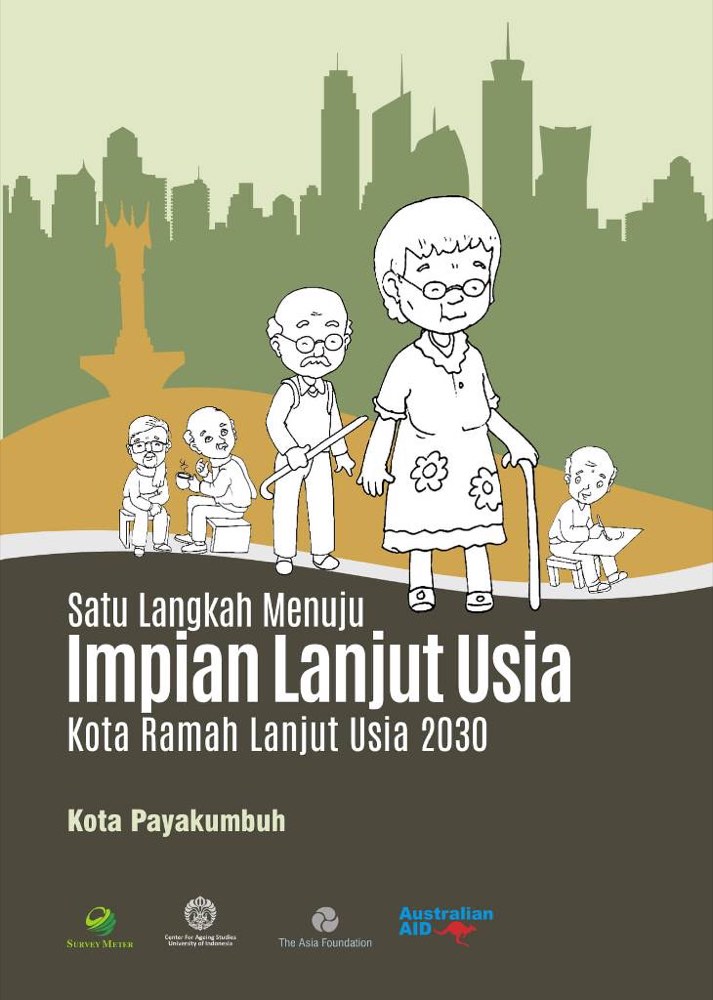 Satu Langkah Menuju
Impian Lanjut Usia
Kota Ramah Lanjut Usia 2030
Kota Payakumbuh
SURVEY METER
Center For Ageing Studies
University of Indonesia
The Asia Foundation
Australian
AID